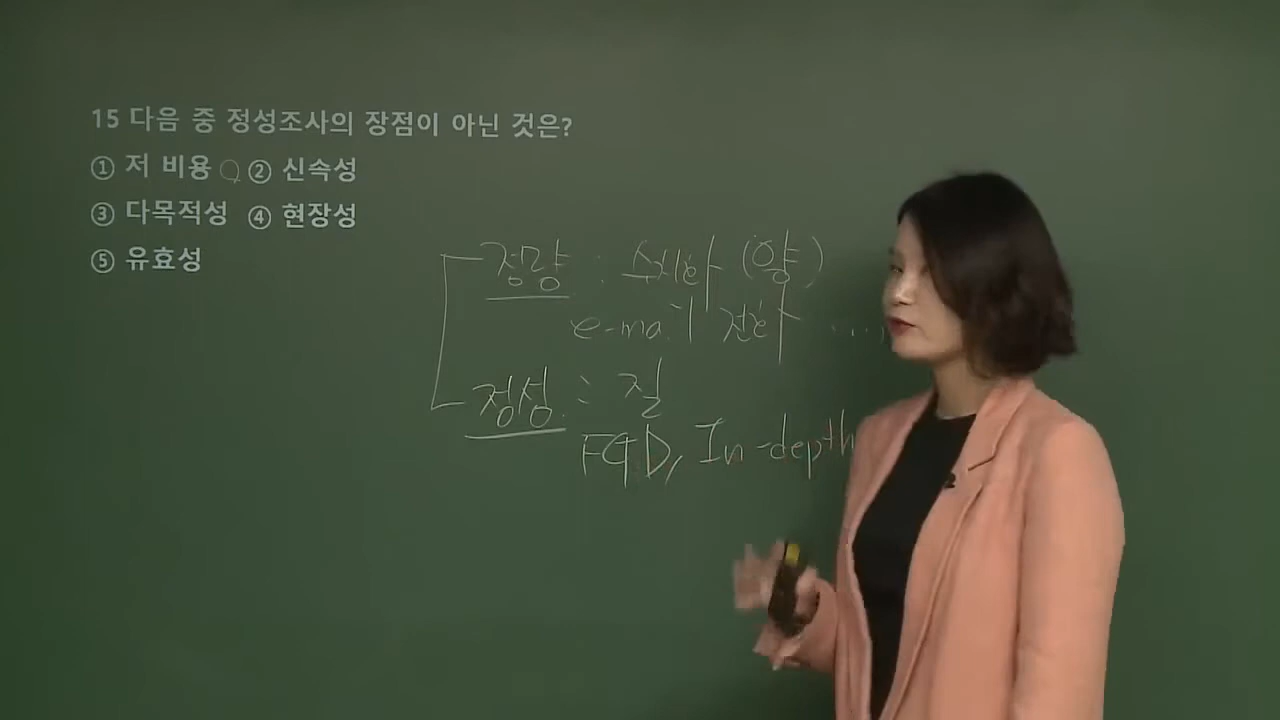 15 다음 중 정성조사의 장점이 아닌 것은?
① 저 비용 ② 신속성
③ 다목적성 ④ 현장성
⑤ 유효성
정량 : 수치화 (양)
e-mail 전화 ....
정성 : 질
FGD, In-depth